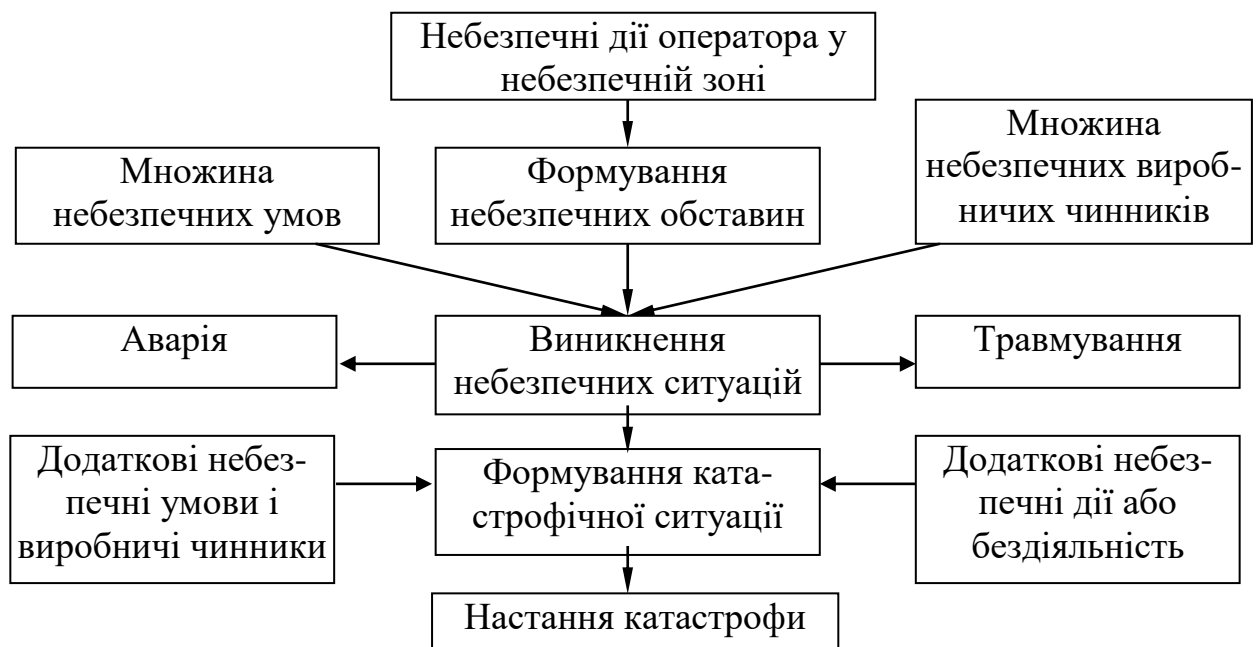 Небезпечні дії оператора у
небезпечній зоні
Множина
небезпечних умов
Формування
небезпечних обставин
Множина
небезпечних вироб-
ничих чинників
Аварія
Виникнення
небезпечних ситуацій
Травмування
Додаткові небез-
печні умови і
виробничі чинники
Формування ката-
строфічної ситуації
Додаткові небез-
печні дії або
бездіяльність
Настання катастрофи